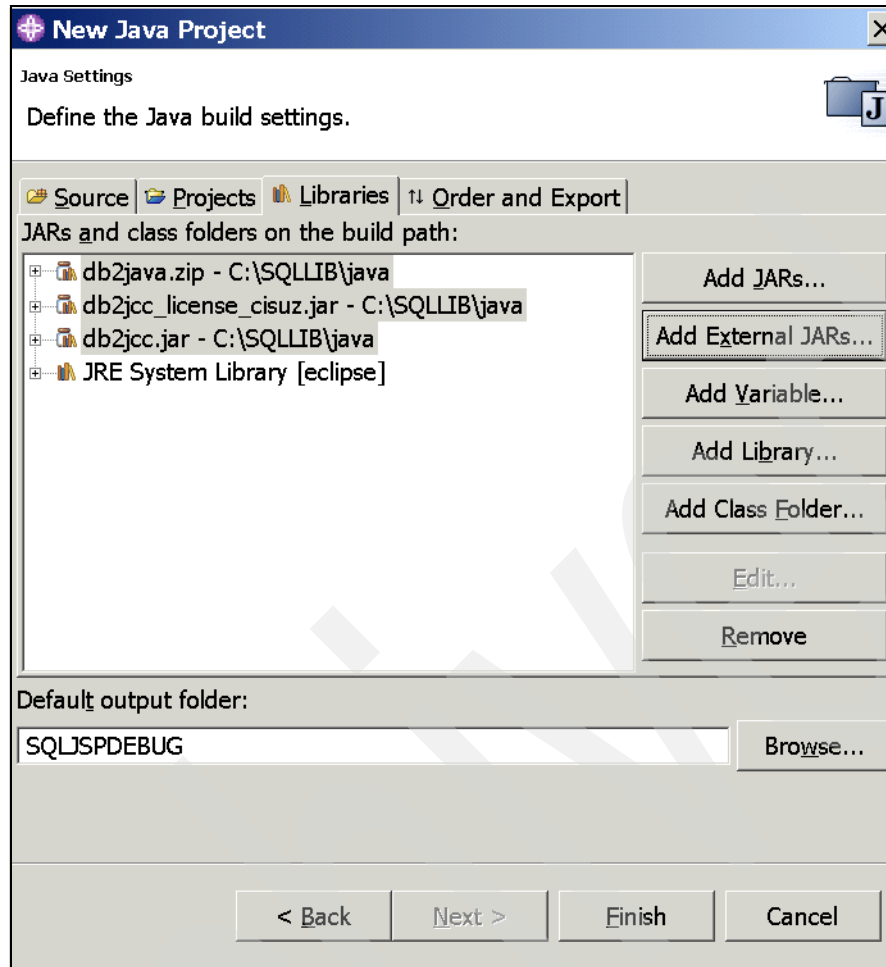 New Java Project
Java Settings
Define the Java build settings.
Source Projects Libraries Order and Export
JARs and class folders on the build path:
db2java.zip - C:\SQLLIB\java
db2jcc_license_cisuz.jar - C:\SQLLIB\java
db2jcc.jar - C:\SQLLIB\java
JRE System Library [eclipse]
Add JARs...
Add External JARs...
Add Variable...
Add Library...
Add Class Folder...
Edit...
Remove
Default output folder:
SQLJSPDEBUG
Browse...
< Back Next > Finish Cancel